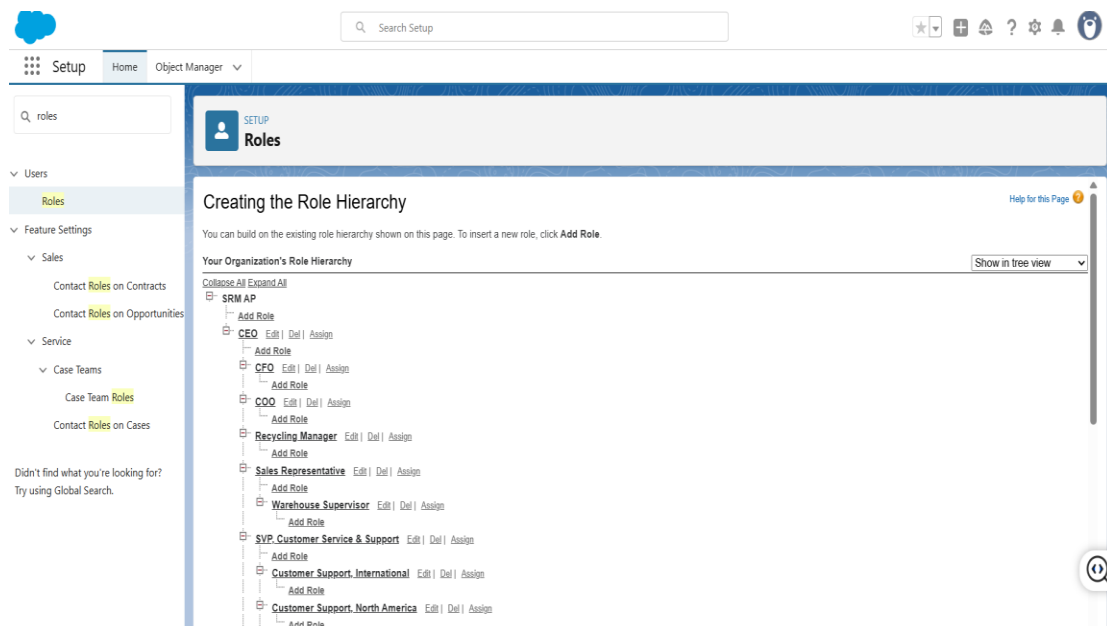 Search Setup
Setup
Home
Object Manager
roles
Users
Roles
Feature Settings
Sales
Contact Roles on Contracts
Contact Roles on Opportunities
Service
Case Teams
Case Team Roles
Contact Roles on Cases
Didn't find what you're looking for?
Try using Global Search.
SETUP
Roles
Creating the Role Hierarchy
Help for this Page
You can build on the existing role hierarchy shown on this page. To insert a new role, click Add Role.
Your Organization's Role Hierarchy
Show in tree view
Collapse All Expand All
SRM AP
Add Role
CEO Edit | Del | Assign
Add Role
CFO Edit | Del | Assign
Add Role
COO Edit | Del | Assign
Add Role
Recycling Manager Edit | Del | Assign
Add Role
Sales Representative Edit | Del | Assign
Add Role
Warehouse Supervisor Edit | Del | Assign
Add Role
SVP, Customer Service & Support Edit | Del | Assign
Add Role
Customer Support, International Edit | Del | Assign
Add Role
Customer Support, North America Edit | Del | Assign
Add Role